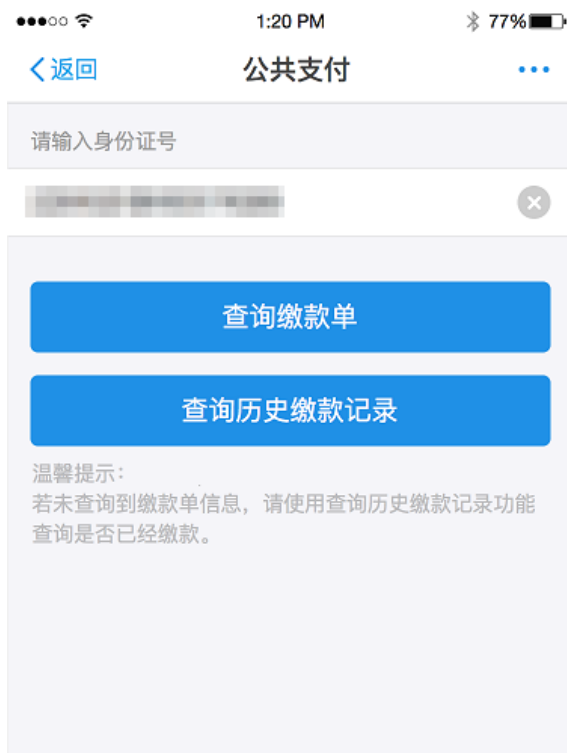 1:20 PM 77%
返回 公共支付
请输入身份证号
查询缴款单
查询历史缴款记录
温馨提示：
若未查询到缴款单信息，请使用查询历史缴款记录功能
查询是否已经缴款。